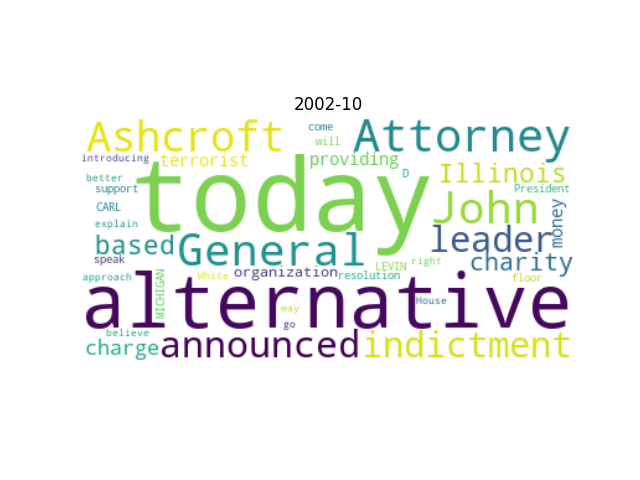 2002-10
Ashcroft come Attorney
will
introducing terrorist providing
today
better D Illinois
support President
CARL John
explain money
based General leader
speak LEVIN right charity
approach MICHIGAN White organization resolution floor
alternative
House
way
go
believe
charge announced indictment